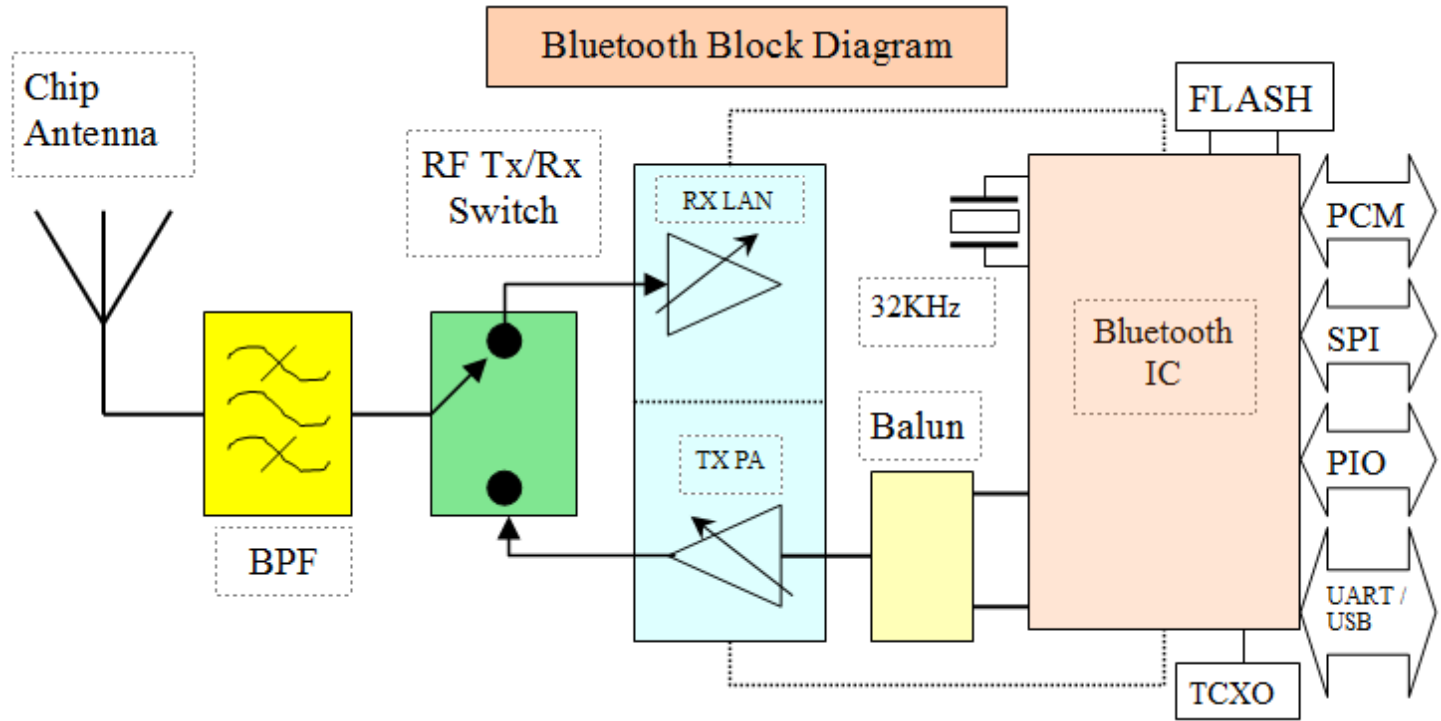 Bluetooth Block Diagram
Chip
Antenna
RF Tx/Rx
Switch
BPF
RX LAN
TX PA
32KHz
Balun
FLASH
Bluetooth
IC
TCXO
PCM
SPI
PIO
UART /
USB